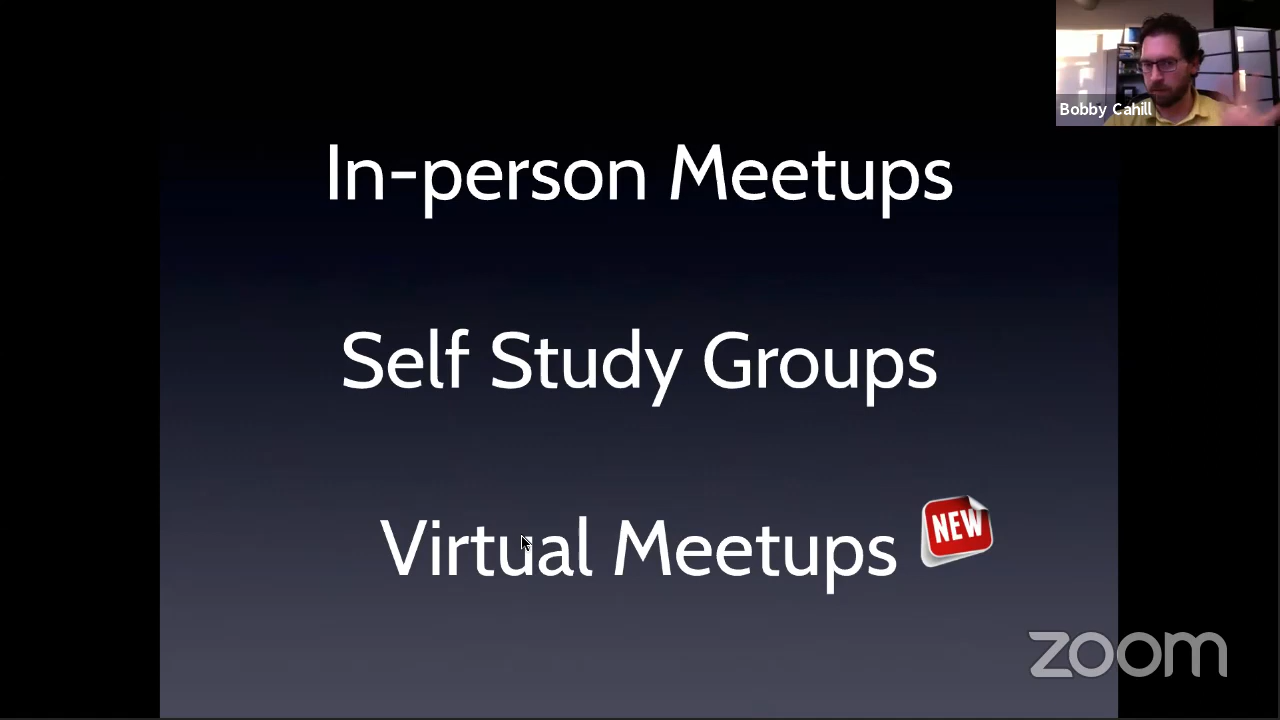 Bobby Cahill
In-person Meetups
Self Study Groups
Virtual Meetups
NEW
zoom